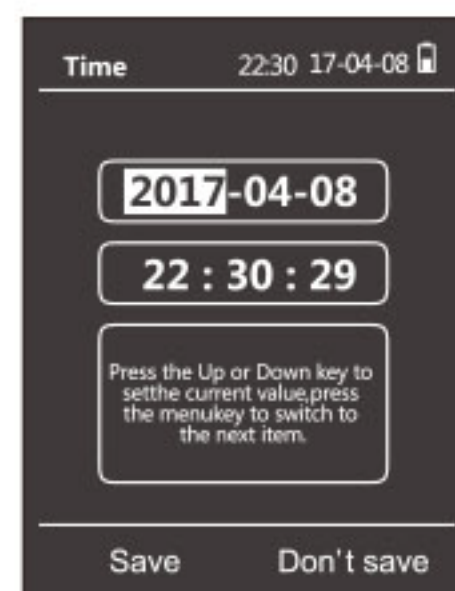 Time 22:30 17-04-08
2017-04-08
22 : 30 : 29
Press the Up or Down key to
setthe current value,press
the menukey to switch to
the next item.
Save Don't save